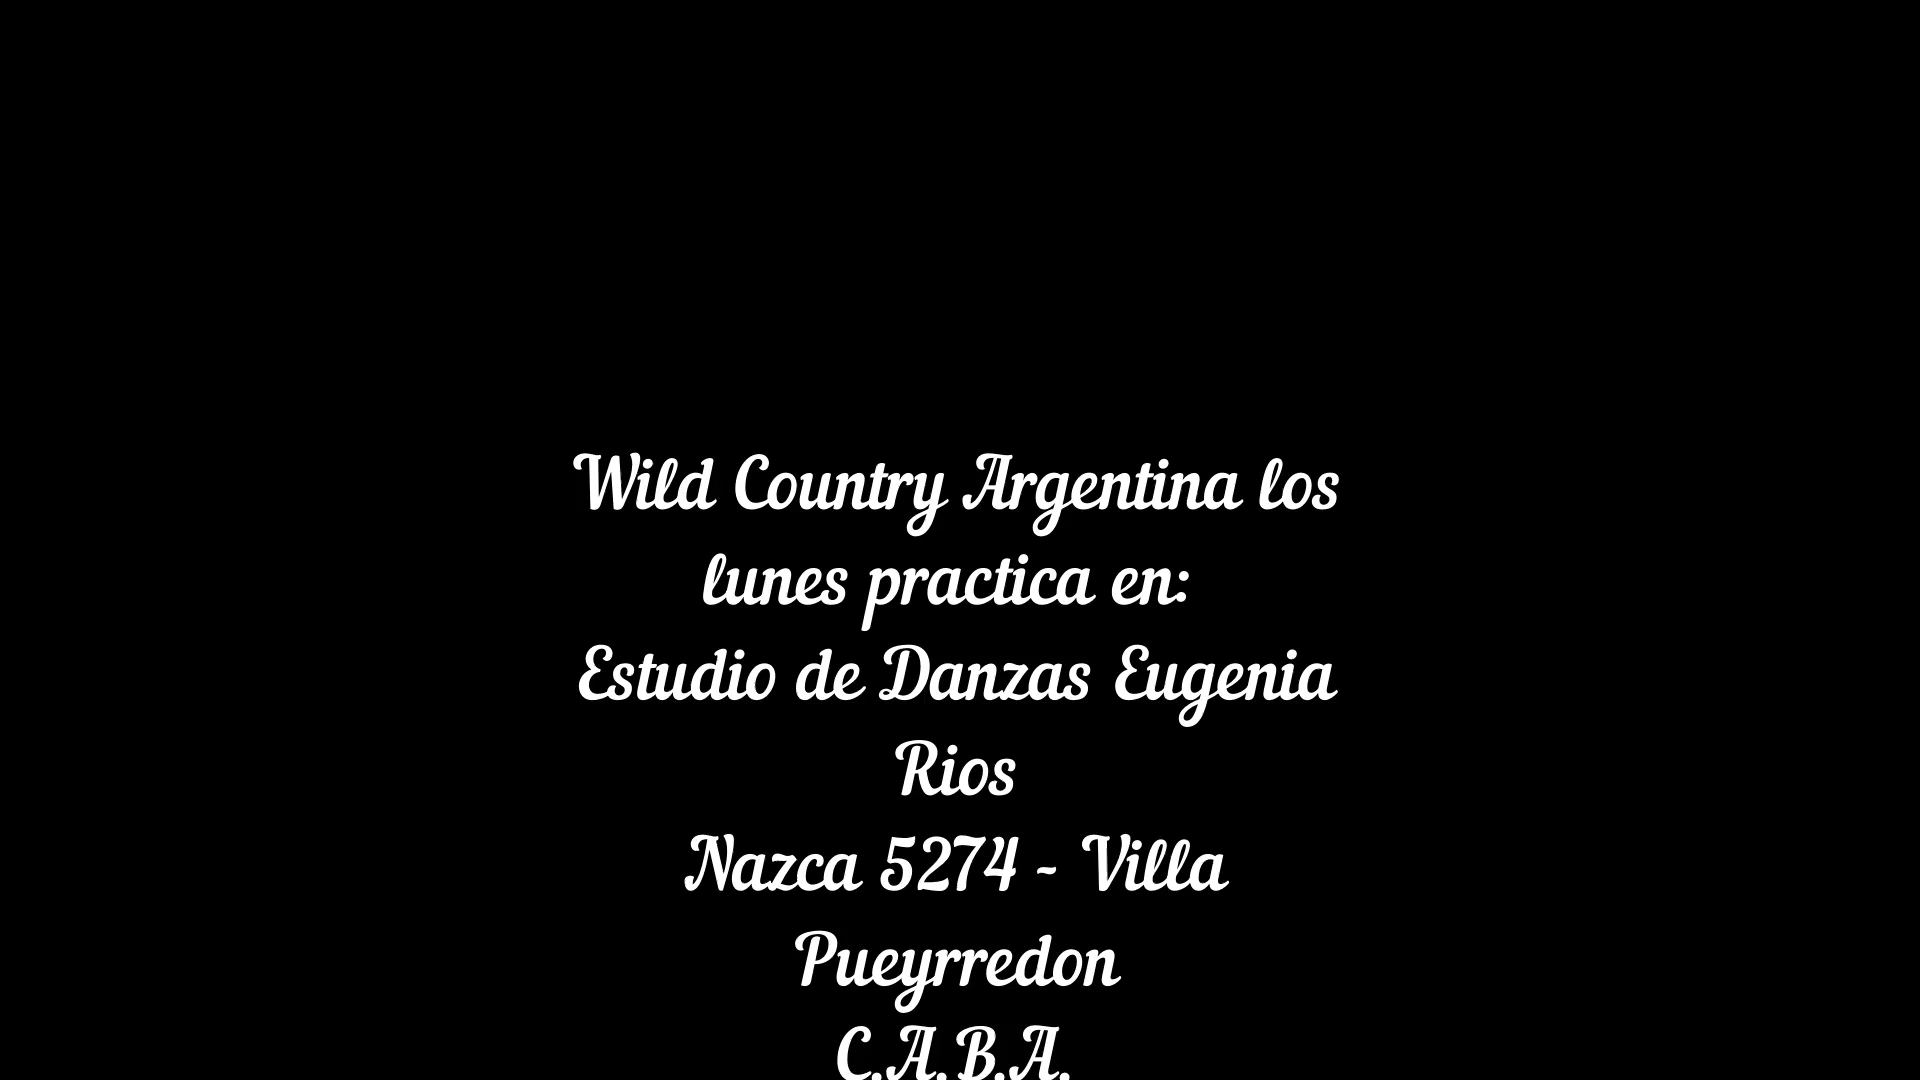 Wild Country Argentina los
lunes practica en:
Estudio de Danzas Eugenia
Rios
Nazca 5274 - Villa
Pueyrredon
C.A.B.A.